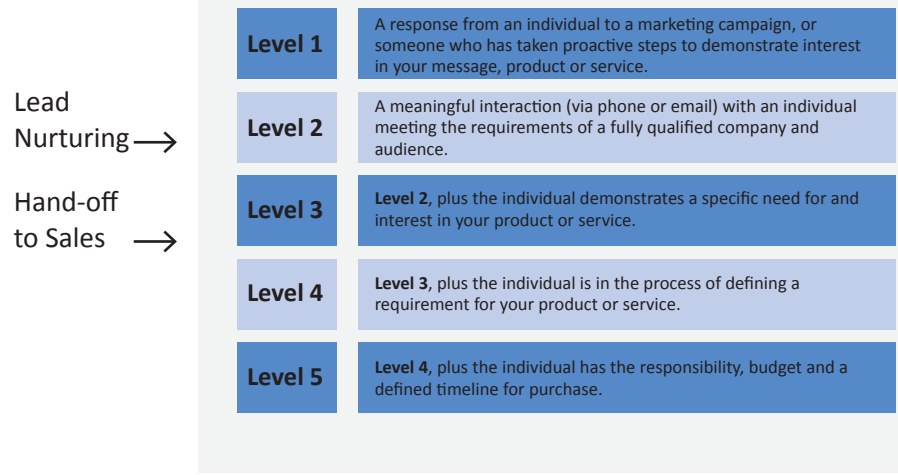 Level 1
A response from an individual to a marketing campaign, or
someone who has taken proactive steps to demonstrate interest
in your message, product or service.
Lead
Nurturing →
Level 2
A meaningful interaction (via phone or email) with an individual
meeting the requirements of a fully qualified company and
audience.
Hand-off
to Sales →
Level 3
Level 2, plus the individual demonstrates a specific need for and
interest in your product or service.
Level 4
Level 3, plus the individual is in the process of defining a
requirement for your product or service.
Level 5
Level 4, plus the individual has the responsibility, budget and a
defined timeline for purchase.